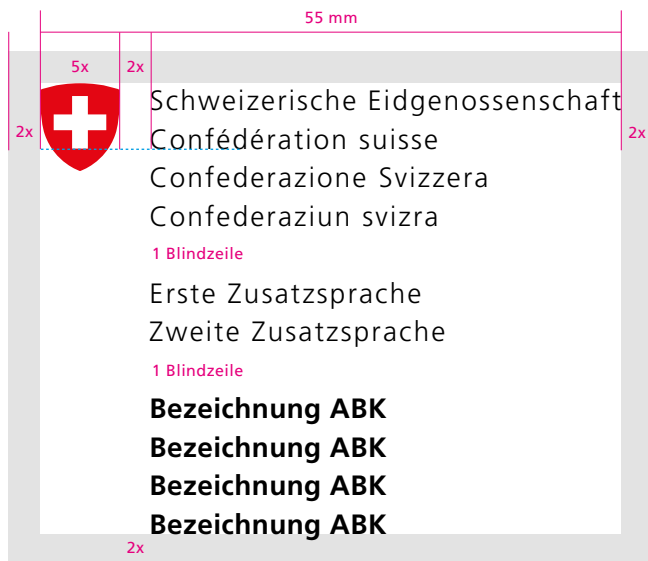 55 mm
5x 2x
Schweizerische Eidgenossenschaft
2x Confédération suisse 2x
Confederazione Svizzera
Confederaziun svizra
1 Blindzeile
Erste Zusatzsprache
Zweite Zusatzsprache
1 Blindzeile
Bezeichnung ABK
Bezeichnung ABK
Bezeichnung ABK
Bezeichnung ABK
2x